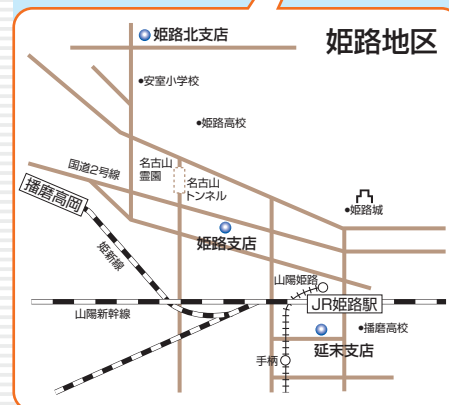 姫路地区
姫路北支店
•安室小学校
•姫路高校
国道2号線
名古山
霊園
名古山
トンネル
播磨高岡
•姫路城
姫路支店
姫新線
山陽姫路
山陽新幹線
JR姫路駅
•播磨高校
延末支店
手柄